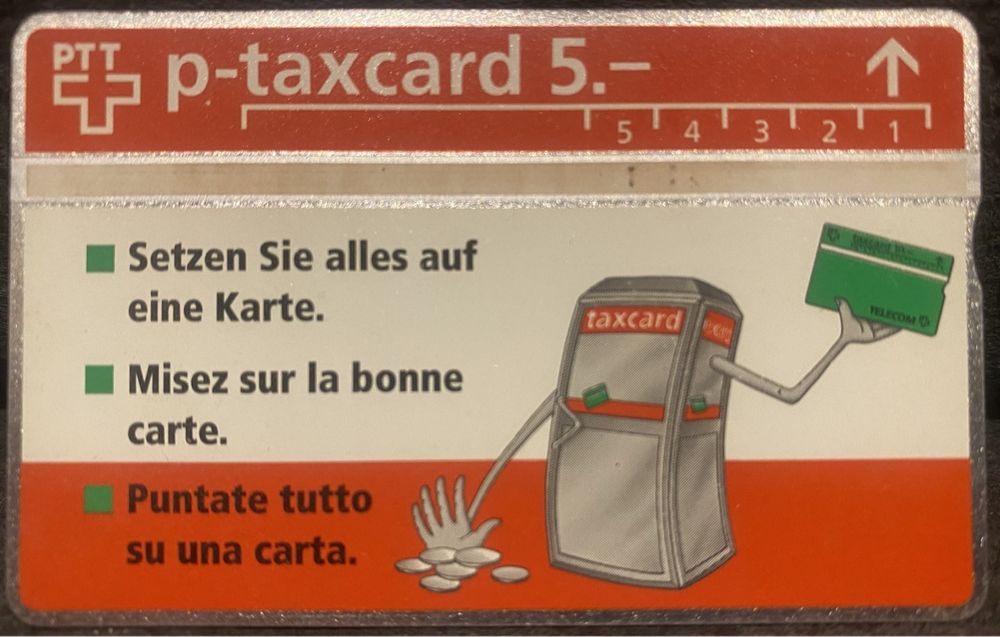 PTT
p-taxcard 5.–
5 4 3 2 1
Setzen Sie alles auf
eine Karte.
Misez sur la bonne
carte.
Puntate tutto
su una carta.
taxcard
TELECOM